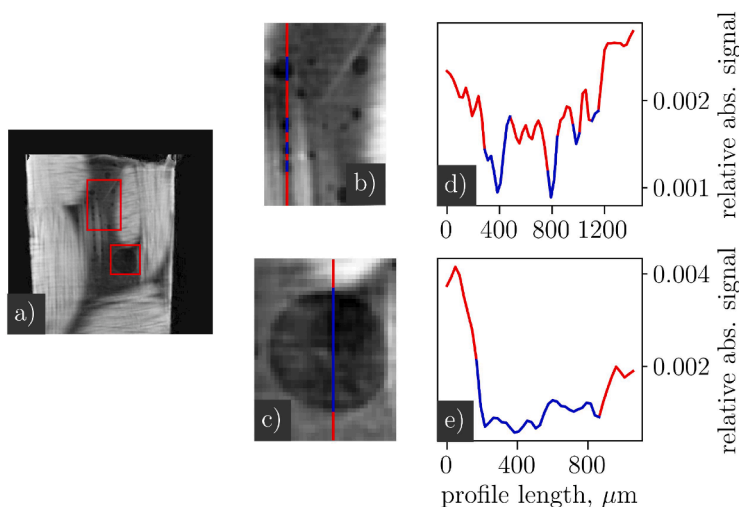 a)
b)
c)
d)
0.002
0.001
relative abs. signal
0 400 800 1200
e)
0.004
0.002
relative abs. signal
0 400 800
profile length, μm